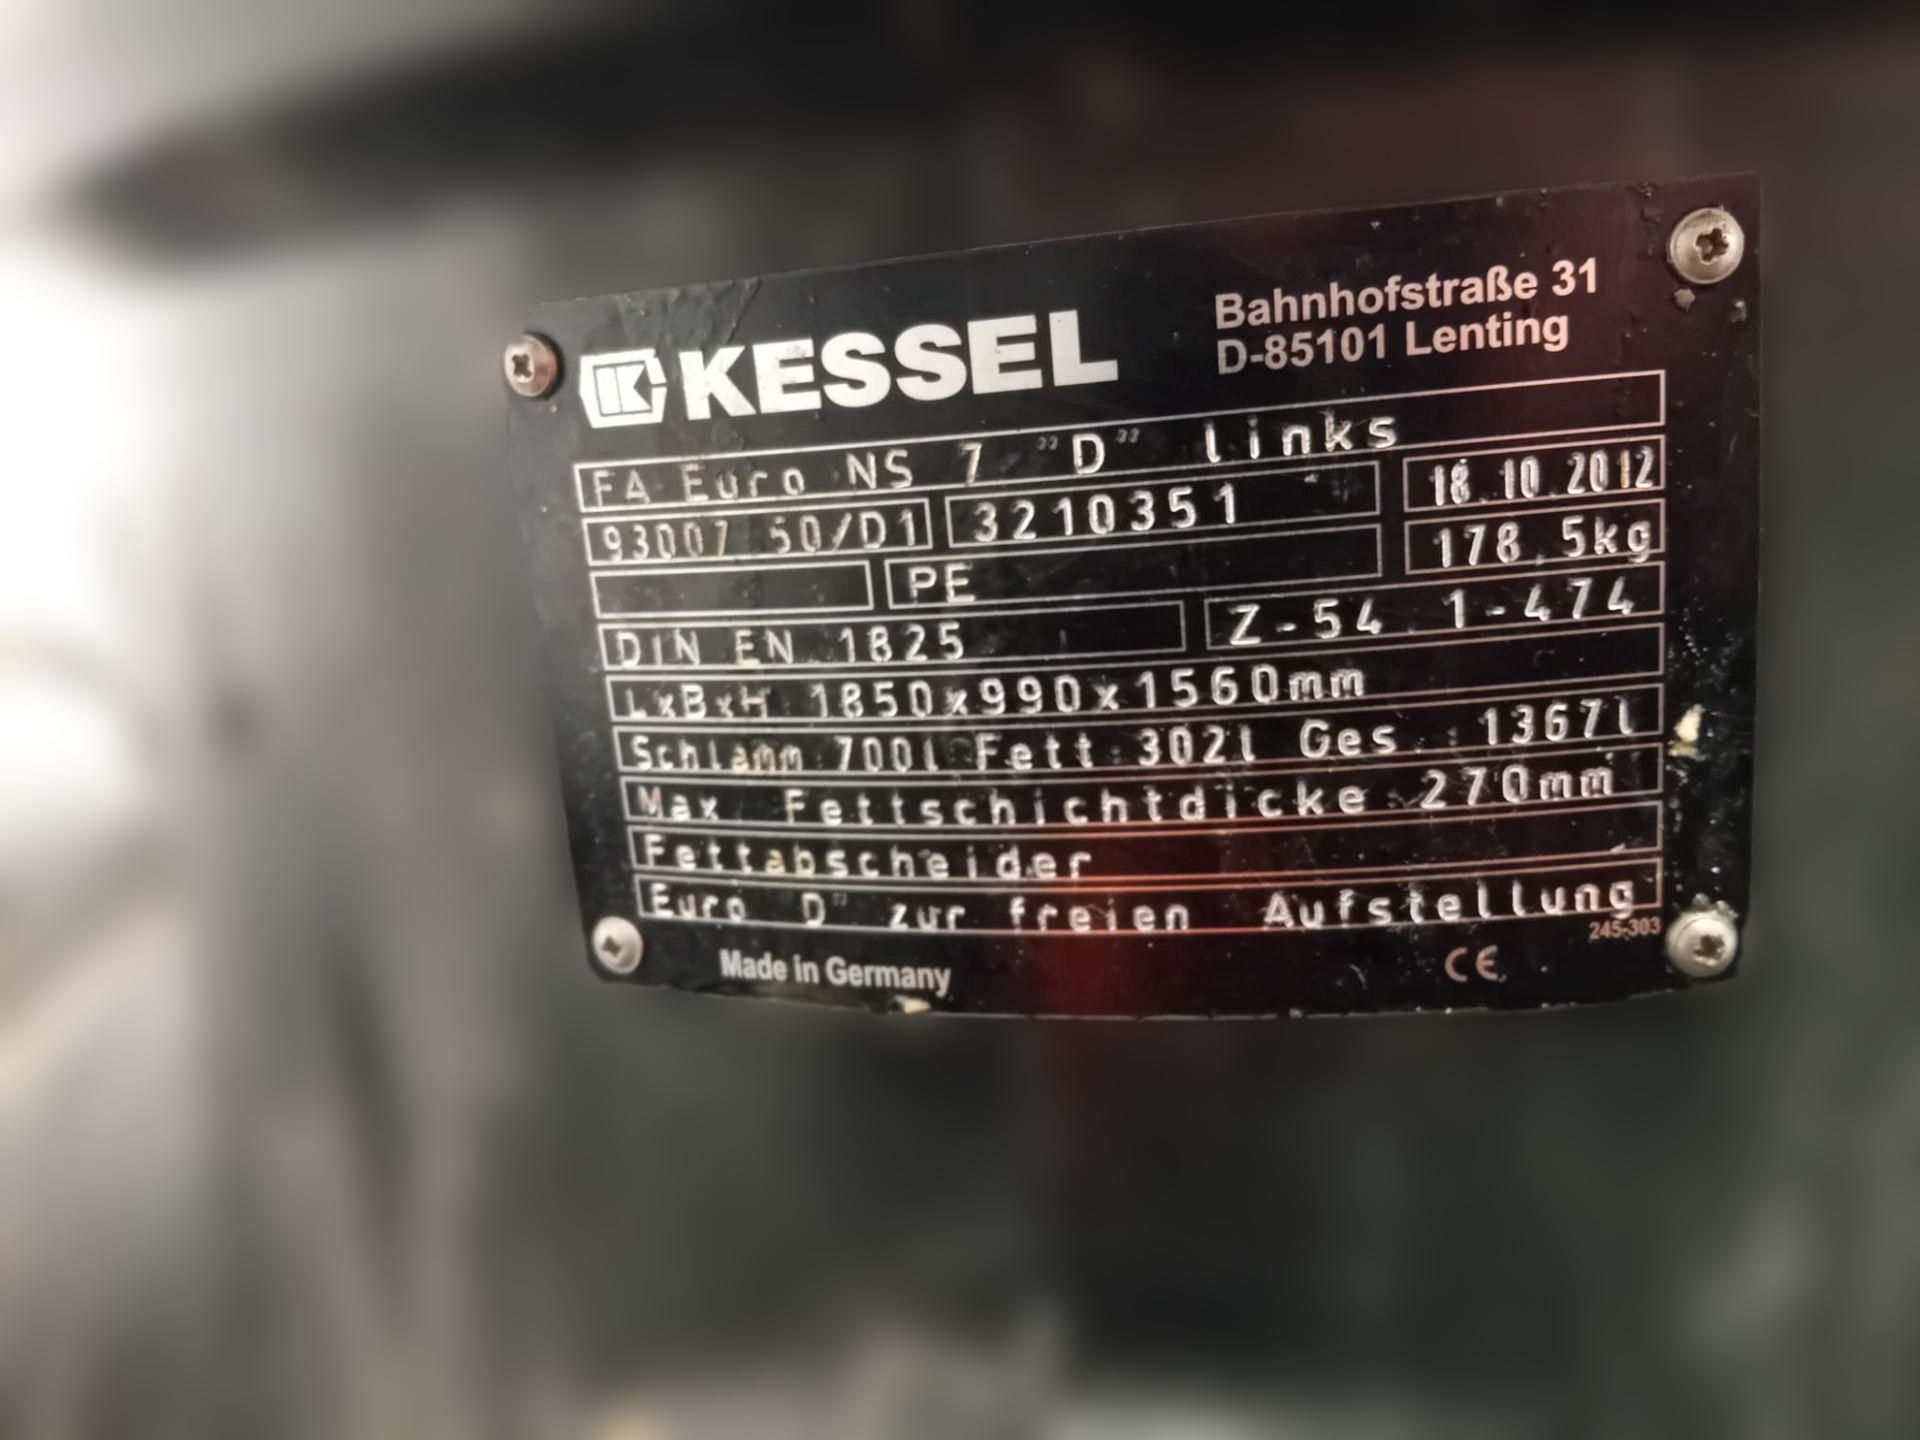 KESSEL
Bahnhofstraße 31
D-85101 Lenting
FA Euro NS 7 "D" links
93007.50/D1 3210351 18.10.2012
PE 178,5kg
DIN EN 1825 Z-54.1-474
LxBxH 1850x990x1560mm
Schlamm:700l Fett:302l Ges.:1367l
Max. Fettschichtdicke:270mm
Fettabscheider
Euro "D" zur freien Aufstellung
245-303
Made in Germany CE